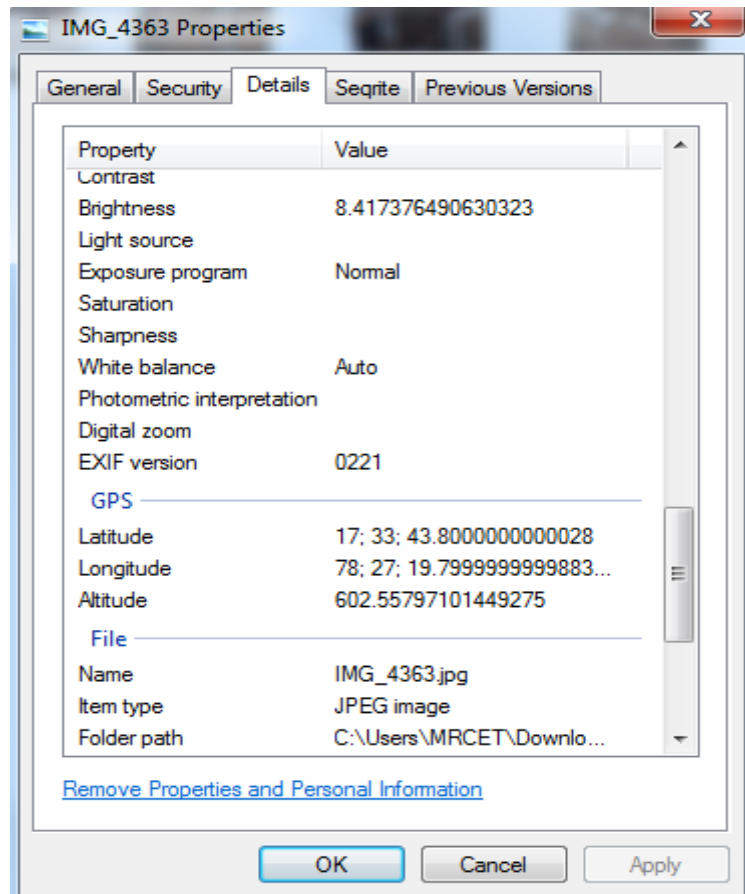 IMG_4363 Properties
General Security Details Seqrite Previous Versions
Property Value
Contrast
Brightness 8.417376490630323
Light source
Exposure program Normal
Saturation
Sharpness
White balance Auto
Photometric interpretation
Digital zoom
EXIF version 0221
GPS
Latitude 17; 33; 43.8000000000028
Longitude 78; 27; 19.7999999999883...
Altitude 602.55797101449275
File
Name IMG_4363.jpg
Item type JPEG image
Folder path C:\Users\MRCET\Downlo...
Remove Properties and Personal Information
OK Cancel Apply